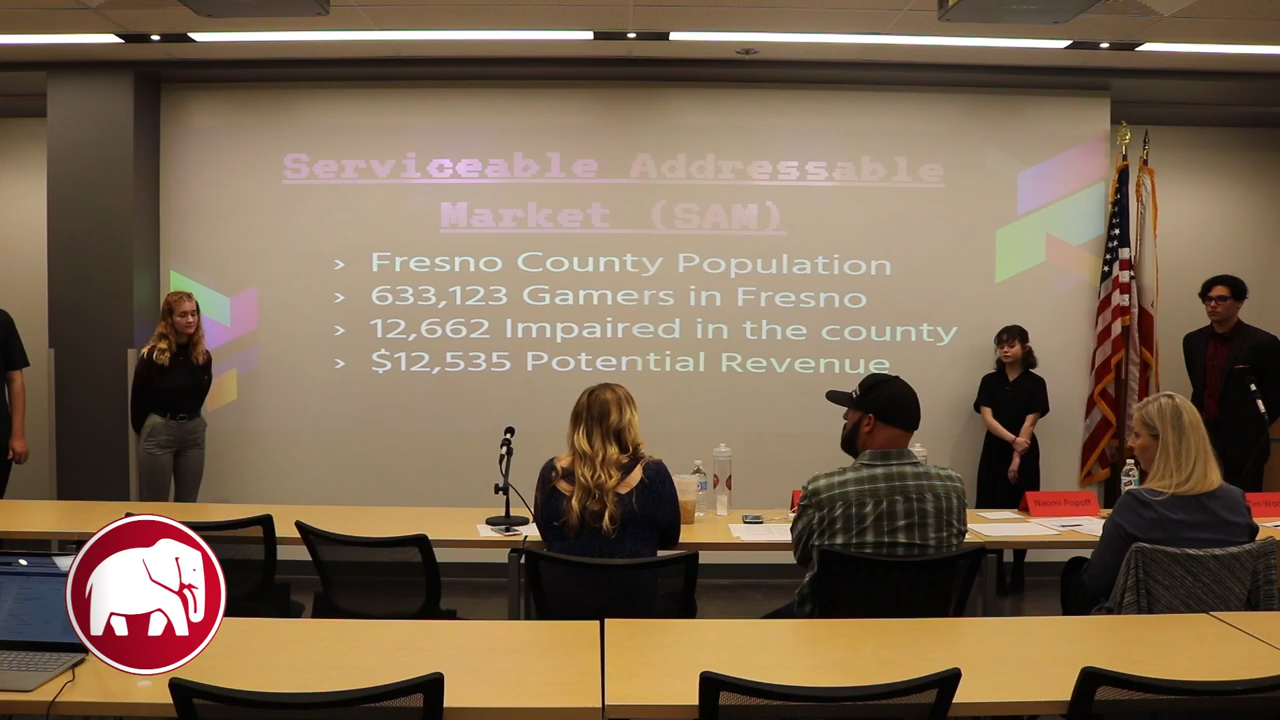 Serviceable Addressable
Market (SAM)
› Fresno County Population
› 633,123 Gamers in Fresno
› 12,662 Impaired in the county
› $12,535 Potential Revenue
Naomi Popoff